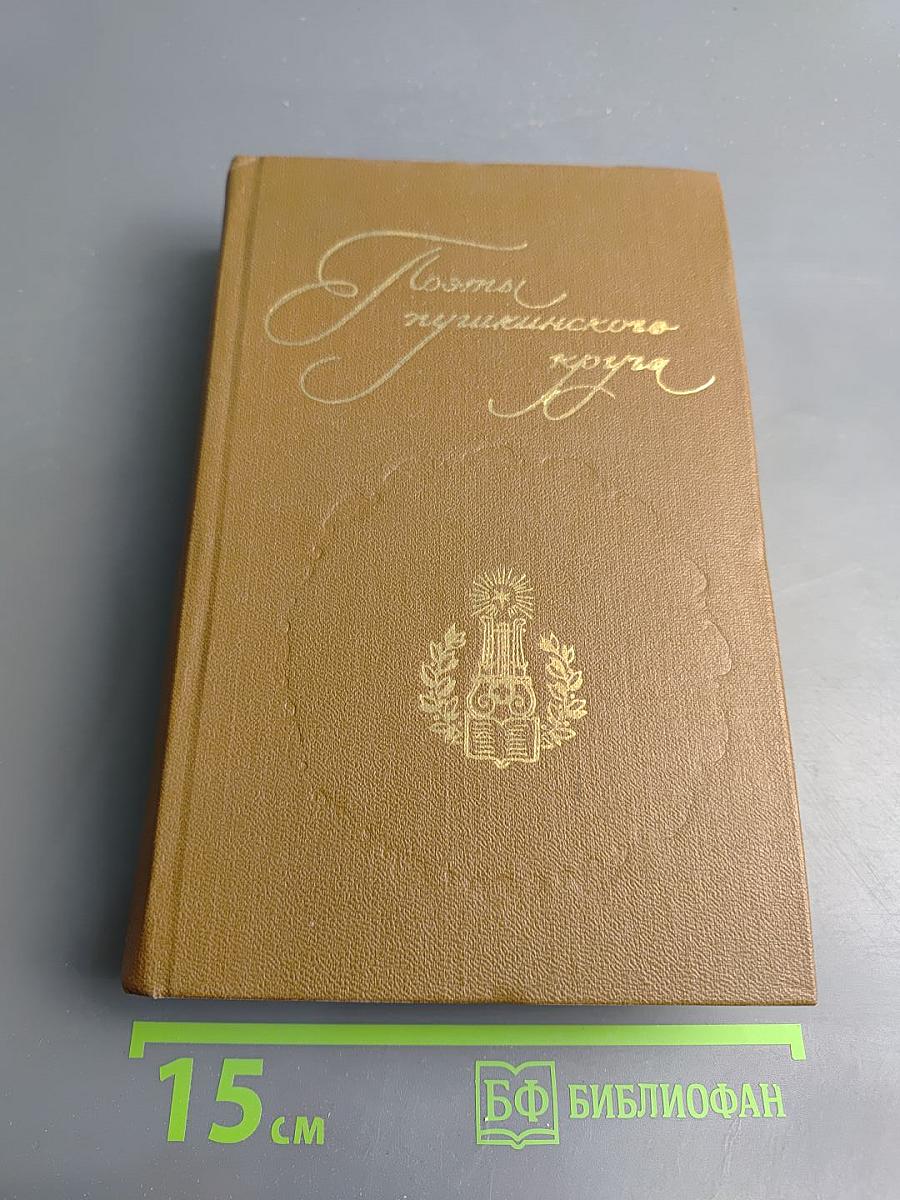 Поэты
пушкинского
круга
15 см
БФ БИБЛИОФАН